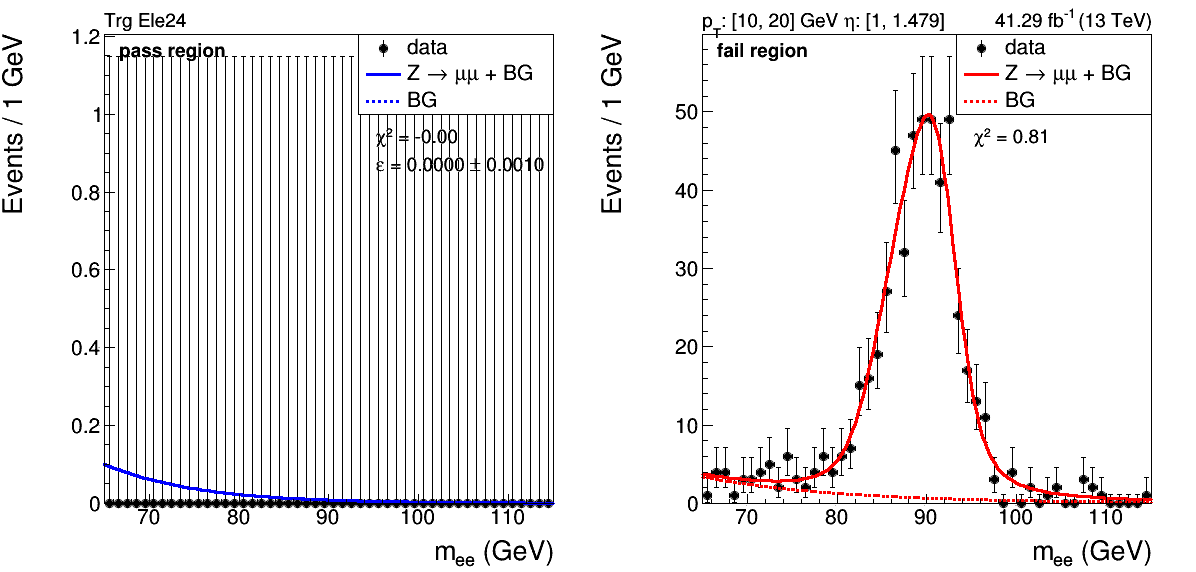 Trg Ele24
pass region
data
Z → μμ + BG
BG
χ² = -0.00
ε = 0.0000 ± 0.0010
Events / 1 GeV
1.2
1
0.8
0.6
0.4
0.2
0
70 80 90 100 110
m_ee (GeV)
p_T: [10, 20] GeV η: [1, 1.479] 41.29 fb⁻¹ (13 TeV)
fail region
data
Z → μμ + BG
BG
χ² = 0.81
Events / 1 GeV
50
40
30
20
10
0
70 80 90 100 110
m_ee (GeV)